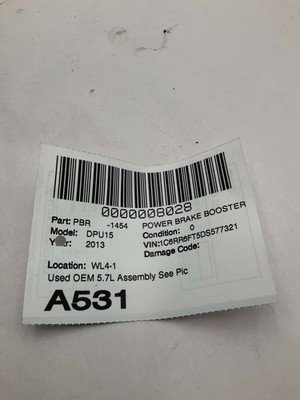 0000008028
Part: PBR -1454 POWER BRAKE BOOSTER
Model: DPU15 Condition: 0
Year: 2013 VIN:1C6RR6FT5DS577321
Damage Code:
Location: WL4-1
Used OEM 5.7L Assembly See Pic
A531